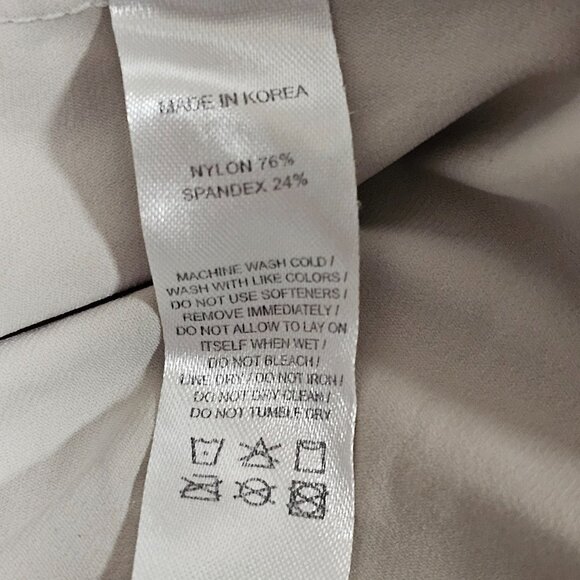 MADE IN KOREA
NYLON 76%
SPANDEX 24%
MACHINE WASH COLD /
WASH WITH LIKE COLORS /
DO NOT USE SOFTENERS /
REMOVE IMMEDIATELY /
DO NOT ALLOW TO LAY ON
ITSELF WHEN WET /
DO NOT BLEACH /
LINE DRY / DO NOT IRON /
DO NOT DRY CLEAN /
DO NOT TUMBLE DRY